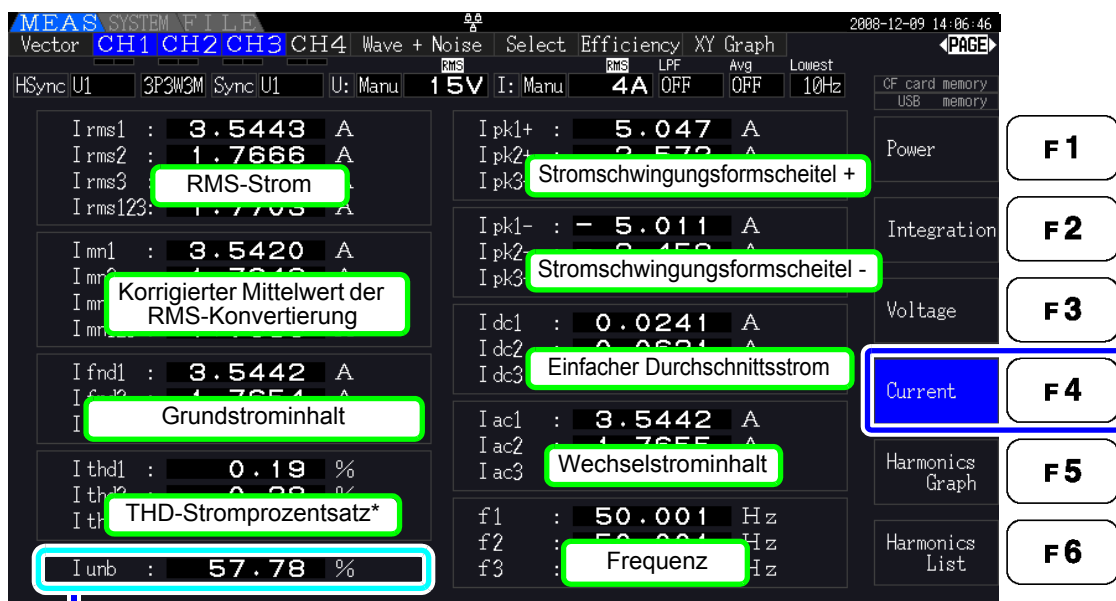 MEAS SYSTEM FILE 2008-12-09 14:06:46
Vector CH1 CH2 CH3 CH4 Wave + Noise Select Efficiency XY Graph PAGE
RMS RMS LPF Avg Lowest
HSync U1 3P3W3M Sync U1 U: Manu 15V I: Manu 4A OFF OFF 10Hz
CF card memory
USB memory
Irms1 : 3.5443 A
Irms2 : 1.7666 A
Irms3
RMS-Strom
A
Irms123: 1.7703 A
Imn1 : 3.5420 A
Korrigierter Mittelwert der
RMS-Konvertierung
Ifnd1 : 3.5442 A
Grundstrominhalt
Ithd1 : 0.19 %
THD-Stromprozentsatz*
Iunb : 57.78 %
Ipk1+ : 5.047 A
Ipk2+
Stromschwingungsformscheitel +
Ipk1- : - 5.011 A
Ipk2-
Stromschwingungsformscheitel -
Idc1 : 0.0241 A
Idc2
Idc3
Einfacher Durchschnittsstrom
Iac1 : 3.5442 A
Iac2 : 1.7655 A
Iac3
Wechselstrominhalt
f1 : 50.001 Hz
f2 : Hz
f3 : Hz
Frequenz
Power
F1
Integration
F2
Voltage
F3
Current
F4
Harmonics
Graph
F5
Harmonics
List
F6